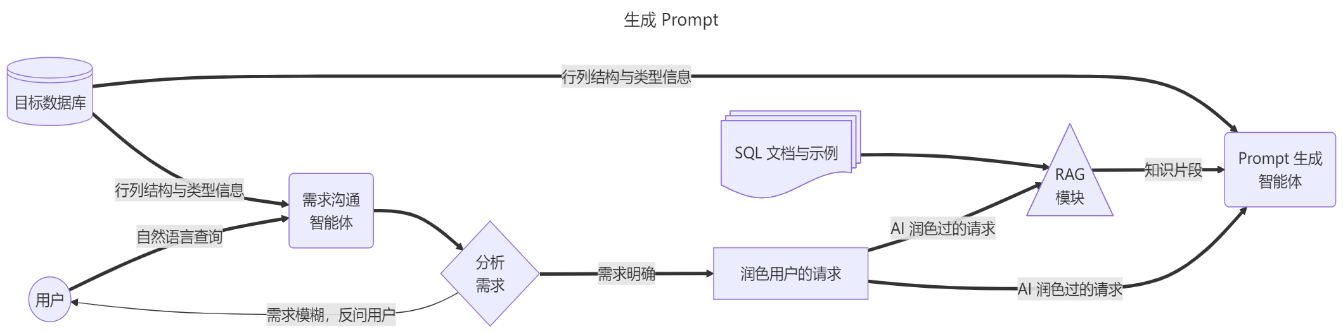 生成 Prompt
目标数据库
行列结构与类型信息
SQL 文档与示例
RAG
模块
知识片段
Prompt 生成
智能体
行列结构与类型信息
需求沟通
智能体
自然语言查询
用户
分析
需求
需求模糊，反问用户
需求明确
润色用户的请求
AI 润色过的请求
AI 润色过的请求